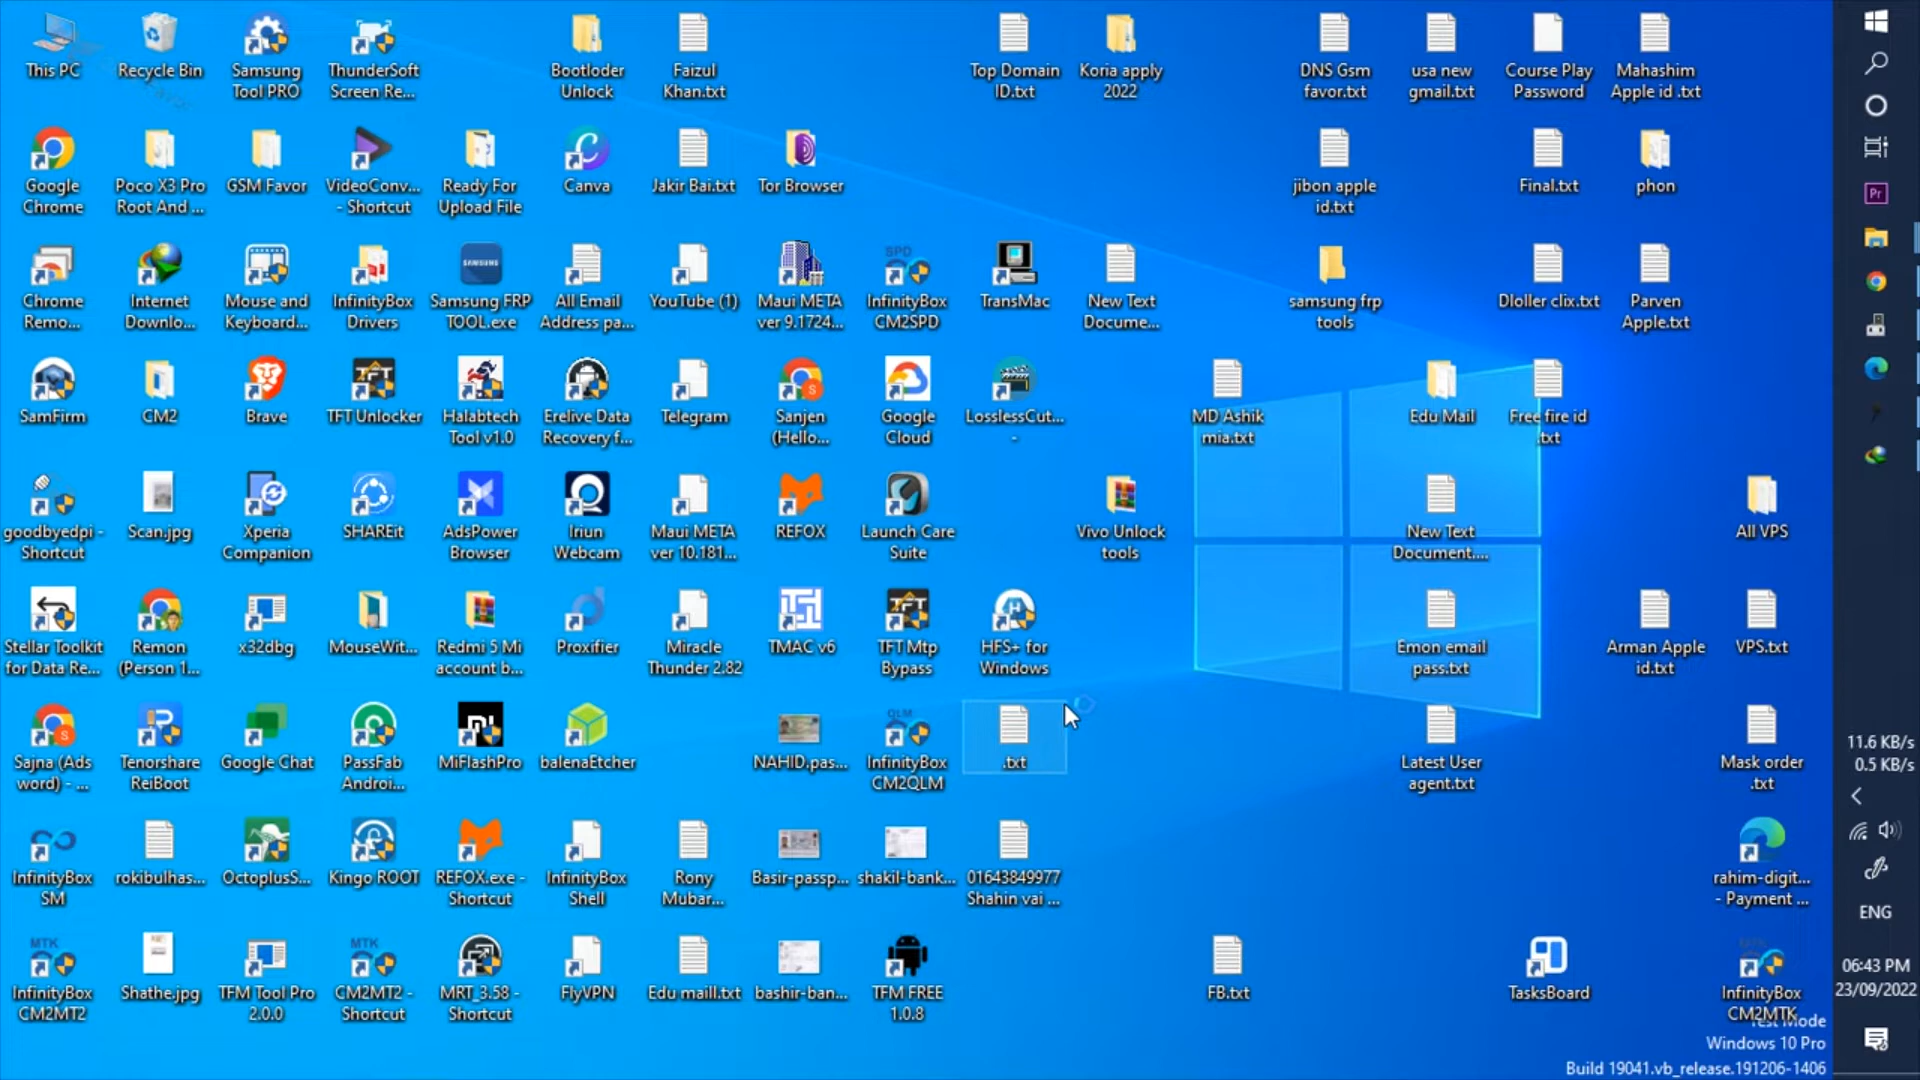 This PC
Recycle Bin
Samsung
Tool PRO
ThunderSoft
Screen Re...
Bootloder
Unlock
Faizul
Khan.txt
Top Domain
ID.txt
Koria apply
2022
DNS Gsm
favor.txt
usa new
gmail.txt
Course Play
Password
Mahashim
Apple id .txt
Google
Chrome
Poco X3 Pro
Root And ...
GSM Favor
VideoConv...
- Shortcut
Ready For
Upload File
Canva
Jakir Bai.txt
Tor Browser
jibon apple
id.txt
Final.txt
phon
Pr
Chrome
Remo...
Internet
Downlo...
Mouse and
Keyboard...
InfinityBox
Drivers
SAMSUNG
Samsung FRP
TOOL.exe
All Email
Address pa...
YouTube (1)
Maui META
ver 9.1724...
SPD
InfinityBox
CM2SPD
TransMac
New Text
Docume...
samsung frp
tools
Dloller clix.txt
Parven
Apple.txt
SamFirm
CM2
Brave
TFT
TFT Unlocker
Halabtech
Tool v1.0
Erelive Data
Recovery f...
Telegram
S
Sanjen
(Hello...
Google
Cloud
LosslessCut...
-
MD Ashik
mia.txt
Edu Mail
Free fire id
.txt
goodbyedpi -
Shortcut
Scan.jpg
Xperia
Companion
SHAREit
AdsPower
Browser
Iriun
Webcam
Maui META
ver 10.181...
REFOX
Launch Care
Suite
Vivo Unlock
tools
New Text
Document....
All VPS
Stellar Toolkit
for Data Re...
Remon
(Person 1...
x32dbg
MouseWit...
Redmi 5 Mi
account b...
Proxifier
Miracle
Thunder 2.82
TMAC v6
TFT
TFT Mtp
Bypass
H
HFS+ for
Windows
Emon email
pass.txt
Arman Apple
id.txt
VPS.txt
S
Sajna (Ads
word) - ...
Tenorshare
ReiBoot
Google Chat
PassFab
Androi...
MiFlashPro
balenaEtcher
NAHID.pas...
QLM
InfinityBox
CM2QLM
.txt
Latest User
agent.txt
Mask order
.txt
11.6 KB/s
0.5 KB/s
InfinityBox
SM
rokibulhas...
OctoplusS...
Kingo ROOT
REFOX.exe -
Shortcut
InfinityBox
Shell
Rony
Mubar...
Basir-passp...
shakil-bank...
01643849977
Shahin vai ...
rahim-digit...
- Payment ...
ENG
MTK
InfinityBox
CM2MT2
Shathe.jpg
TFM Tool Pro
2.0.0
MTK
CM2MT2 -
Shortcut
MRT_3.58 -
Shortcut
FlyVPN
Edu maill.txt
bashir-ban...
TFM FREE
1.0.8
FB.txt
TasksBoard
MTK
InfinityBox
CM2MTK
06:43 PM
23/09/2022
Test Mode
Windows 10 Pro
Build 19041.vb_release.191206-1406